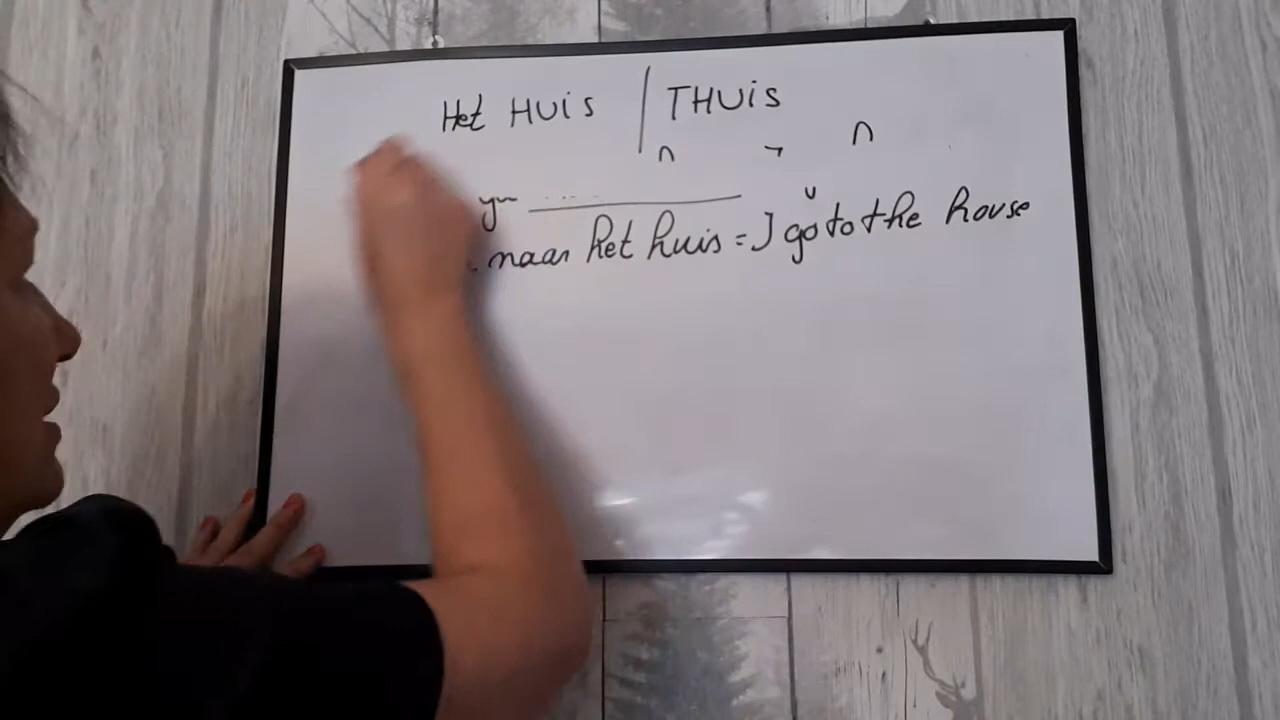 Het HUiS | THUiS
naar het huis = I go to the house